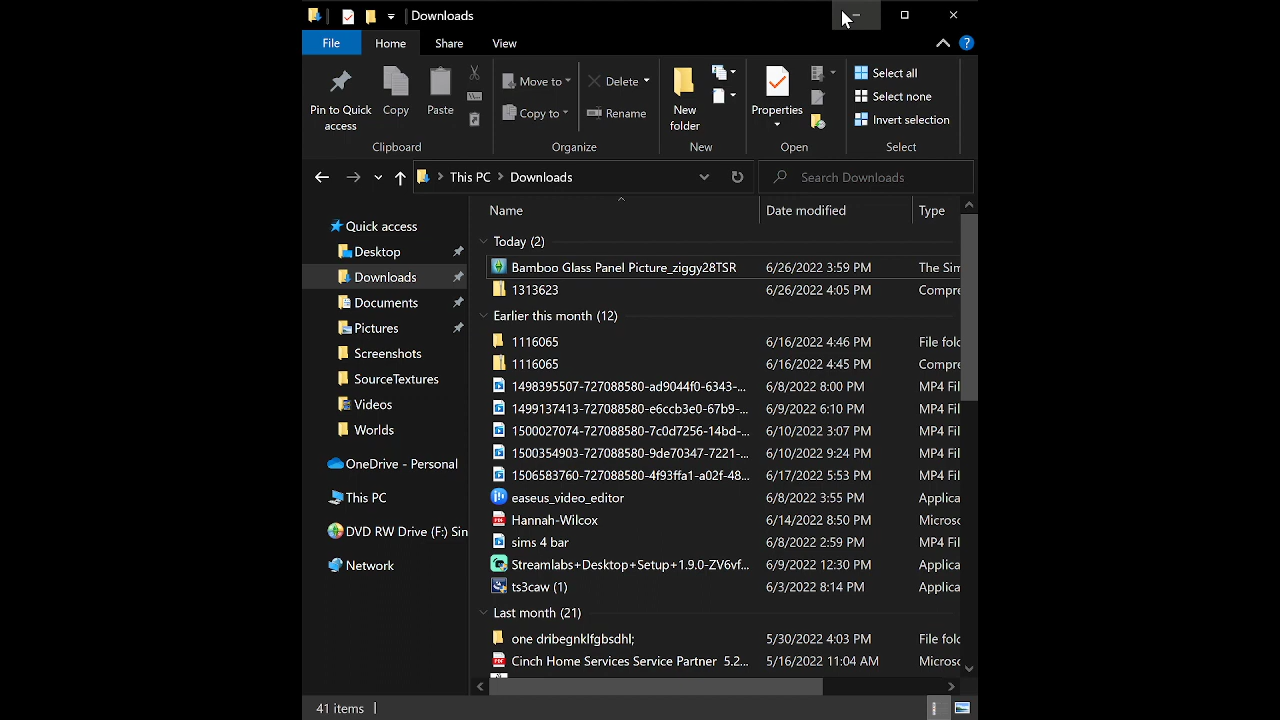 Downloads
File Home Share View
Pin to Quick access
Copy
Paste
Move to
Copy to
Delete
Rename
New folder
Properties
Select all
Select none
Invert selection
Clipboard Organize New Open Select
This PC Downloads Search Downloads
Quick access
Desktop
Downloads
Documents
Pictures
Screenshots
SourceTextures
Videos
Worlds
OneDrive - Personal
This PC
DVD RW Drive (F:) Sin
Network
Name Date modified Type
Today (2)
Bamboo Glass Panel Picture_ziggy28TSR 6/26/2022 3:59 PM The Sim
1313623 6/26/2022 4:05 PM Compre
Earlier this month (12)
1116065 6/16/2022 4:46 PM File fol
1116065 6/16/2022 4:45 PM Compre
1498395507-727088580-ad9044f0-6343-... 6/8/2022 8:00 PM MP4 Fil
1499137413-727088580-e6ccb3e0-67b9-... 6/9/2022 6:10 PM MP4 Fil
1500027074-727088580-7c0d7256-14bd-... 6/10/2022 3:07 PM MP4 Fil
1500354903-727088580-9de70347-7221-... 6/10/2022 9:24 PM MP4 Fil
1506583760-727088580-4f93ffa1-a02f-48... 6/17/2022 5:53 PM MP4 Fil
easeus_video_editor 6/8/2022 3:55 PM Applica
Hannah-Wilcox 6/14/2022 8:50 PM Microsc
sims 4 bar 6/8/2022 2:59 PM MP4 Fil
Streamlabs+Desktop+Setup+1.9.0-ZV6vf... 6/9/2022 12:30 PM Applica
ts3caw (1) 6/3/2022 8:14 PM Applica
Last month (21)
one dribegnklfgbsdhl; 5/30/2022 4:03 PM File fol
Cinch Home Services Service Partner 5.2... 5/16/2022 11:04 AM Microsc
41 items